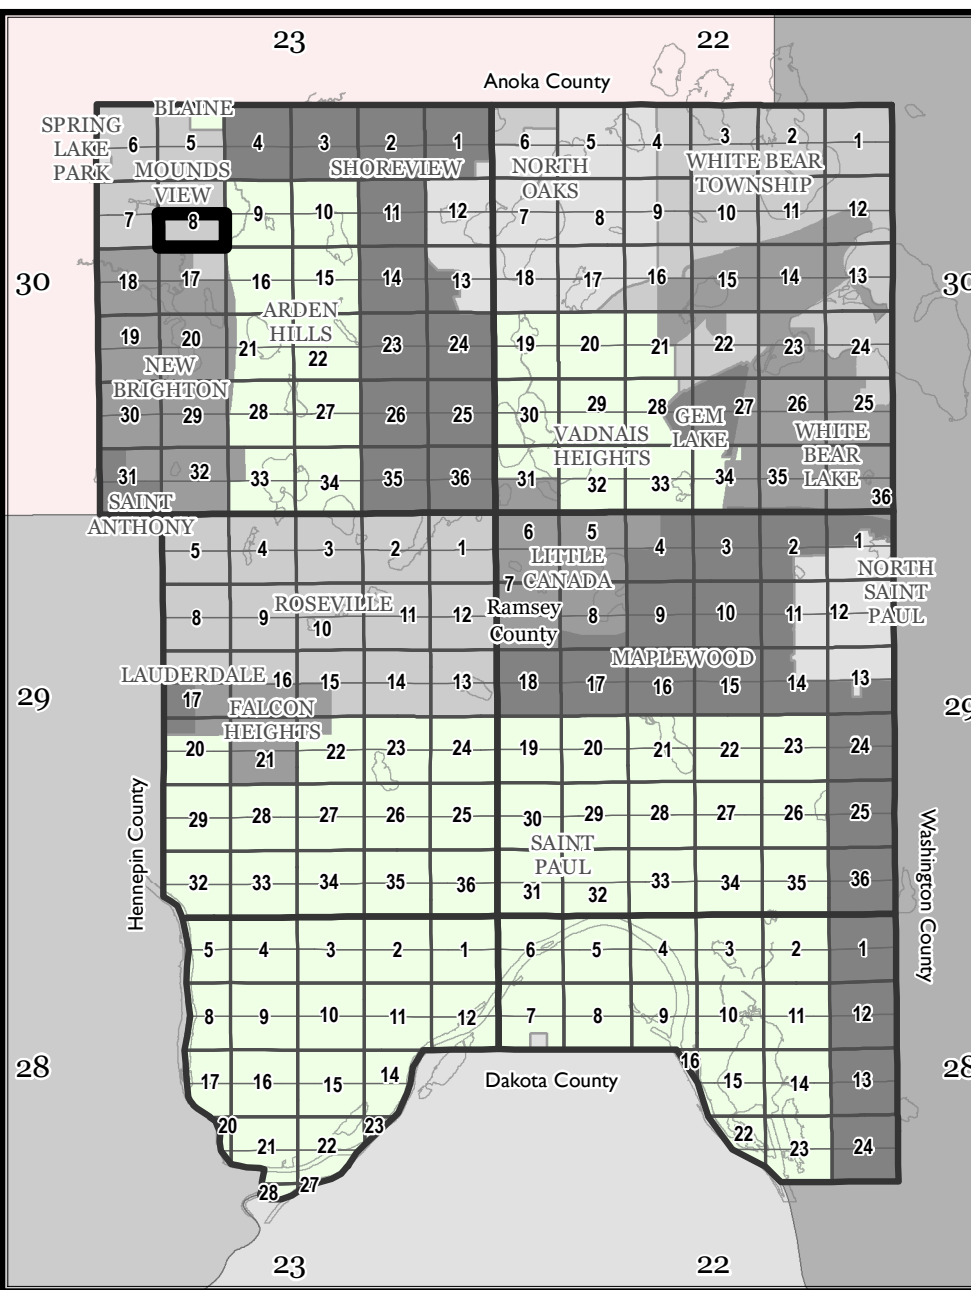 23 22
Anoka County
BLAINE
SPRING
LAKE
PARK
6 5 4 3 2 1 6 5 4 3 2 1
MOUNDS
VIEW
SHOREVIEW
NORTH
OAKS
WHITE BEAR
TOWNSHIP
7 8 9 10 11 12 7 8 9 10 11 12
30 18 17 16 15 14 13 18 17 16 15 14 13 30
ARDEN
HILLS
19 20 21 22 23 24 19 20 21 22 23 24
NEW
BRIGHTON
30 29 28 27 26 25 30 29 28 27 26 25
GEM
LAKE
VADNAIS
HEIGHTS
WHITE
BEAR
LAKE
31 32 33 34 35 36 31 32 33 34 35 36
SAINT
ANTHONY
5 4 3 2 1 6 5 4 3 2 1
LITTLE
CANADA
NORTH
SAINT
PAUL
8 9 10 11 12 7 8 9 10 11 12
ROSEVILLE
Ramsey
County
MAPLEWOOD
LAUDERDALE
29 17 16 15 14 13 18 17 16 15 14 13 29
FALCON
HEIGHTS
20 21 22 23 24 19 20 21 22 23 24
29 28 27 26 25 30 29 28 27 26 25
SAINT
PAUL
32 33 34 35 36 31 32 33 34 35 36
Hennepin County
Washington County
5 4 3 2 1 6 5 4 3 2 1
8 9 10 11 12 7 8 9 10 11 12
28 17 16 15 14 16 15 14 13 28
Dakota County
20 21 22 23 22 23 24
28 27
23 22